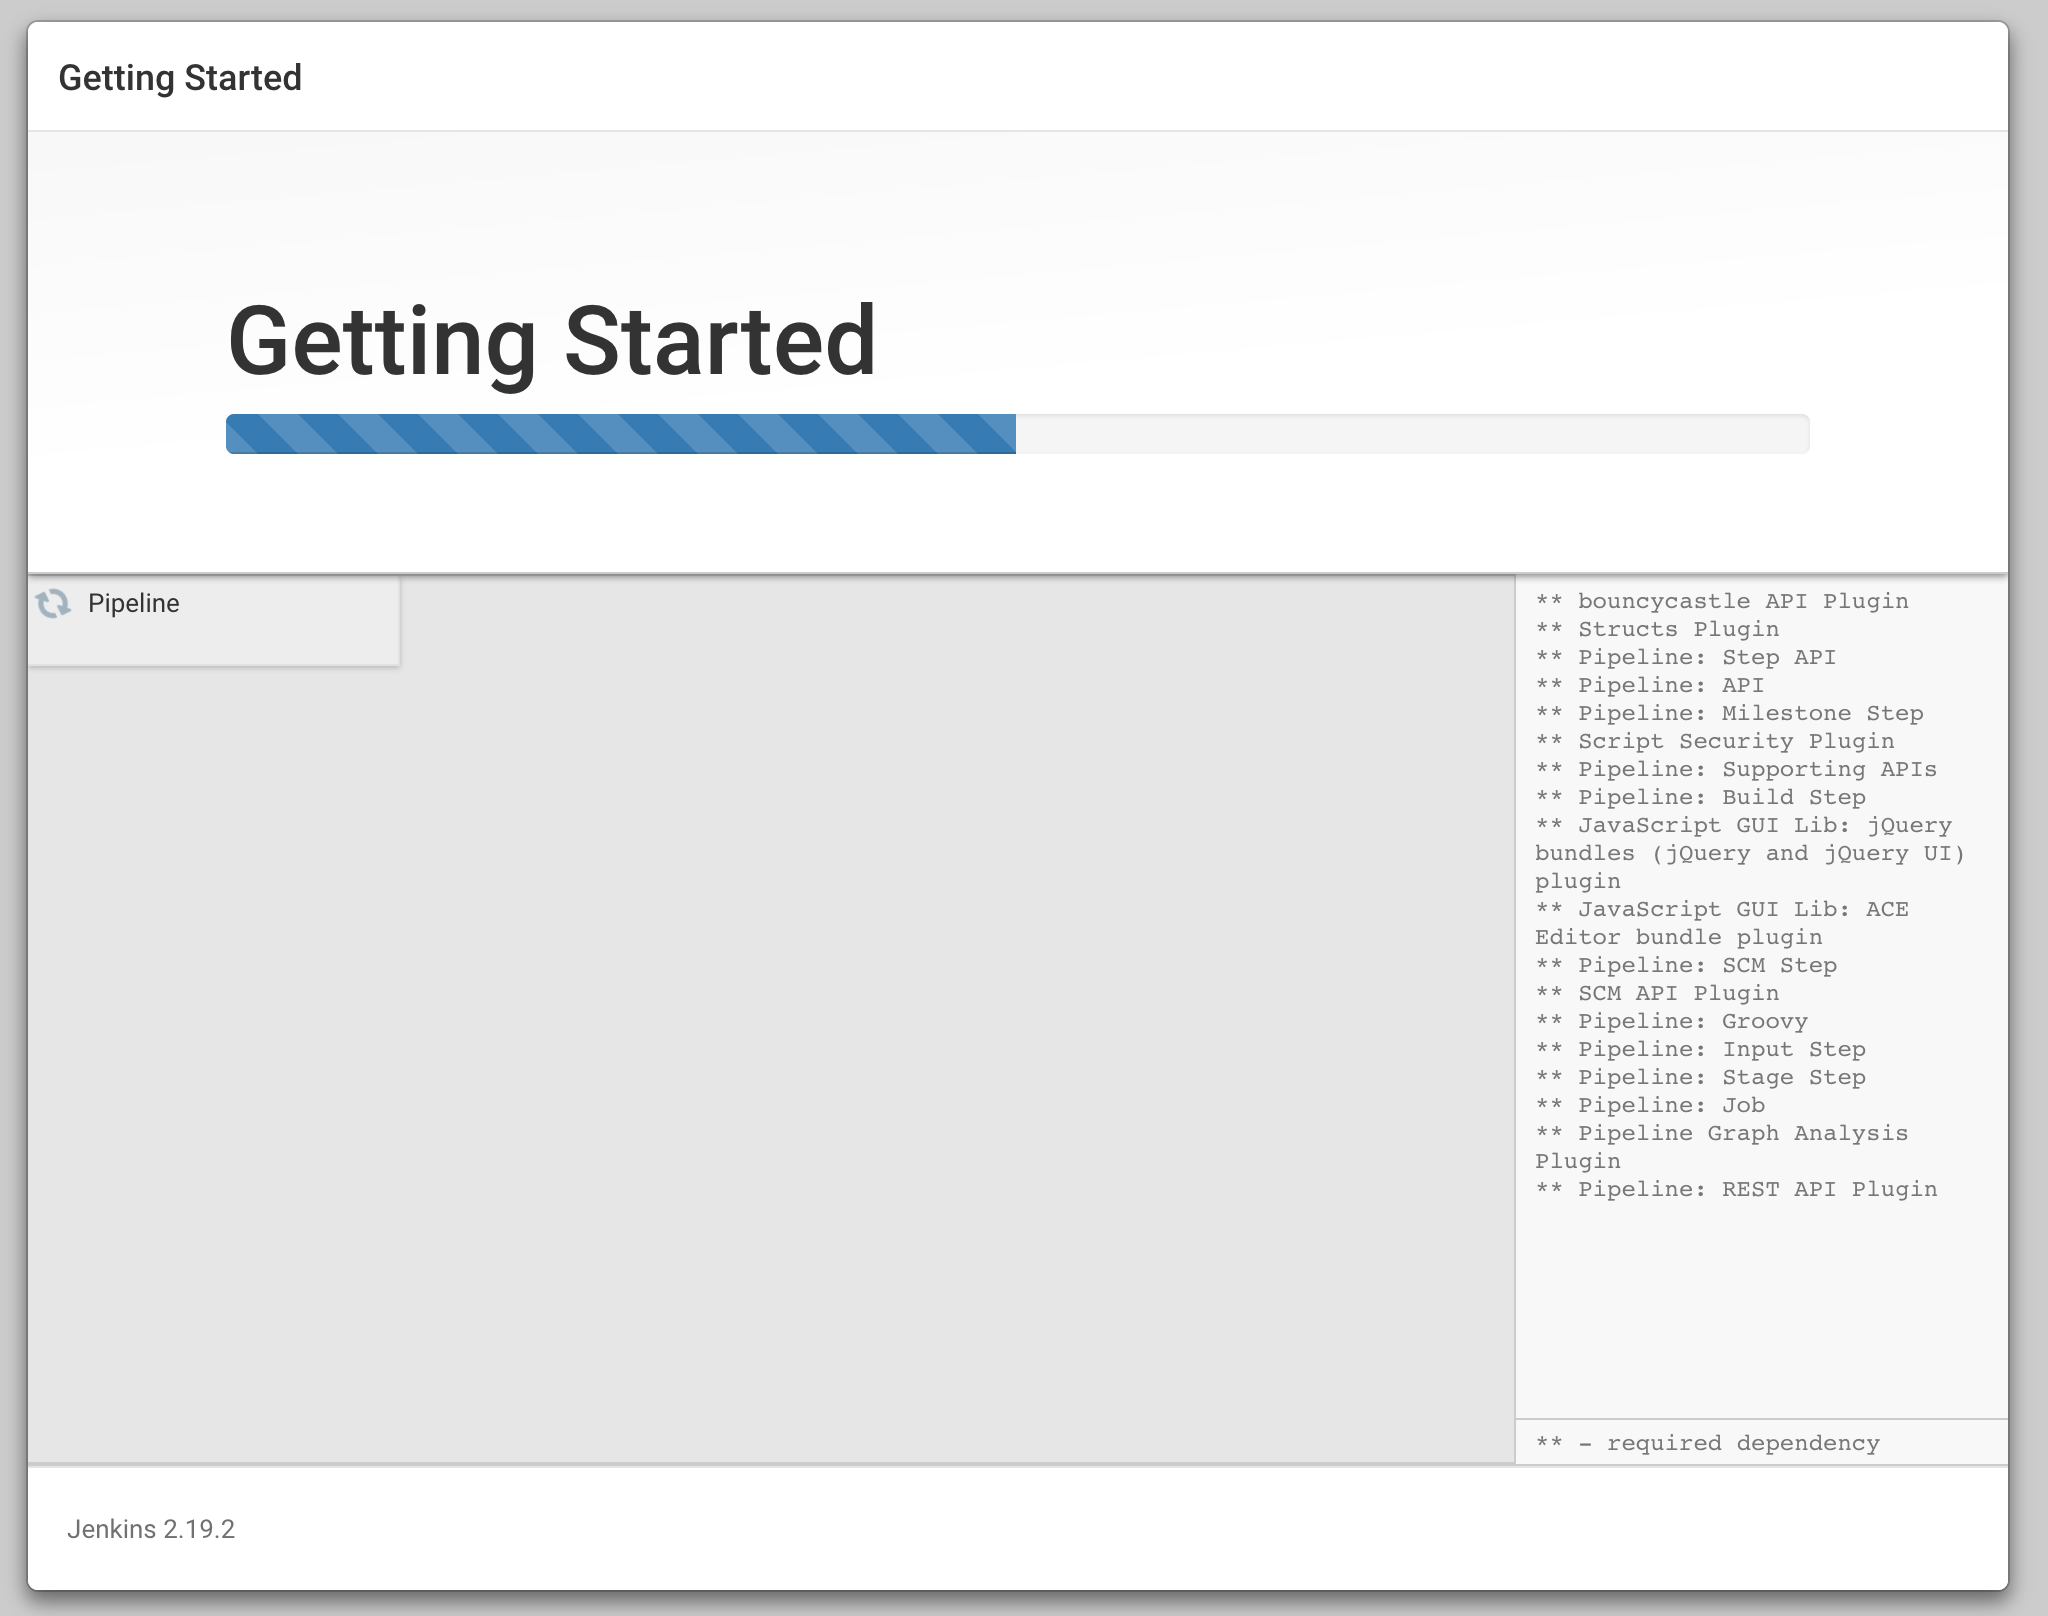 Getting Started
Getting Started
Pipeline
** bouncycastle API Plugin
** Structs Plugin
** Pipeline: Step API
** Pipeline: API
** Pipeline: Milestone Step
** Script Security Plugin
** Pipeline: Supporting APIs
** Pipeline: Build Step
** JavaScript GUI Lib: jQuery
bundles (jQuery and jQuery UI)
plugin
** JavaScript GUI Lib: ACE
Editor bundle plugin
** Pipeline: SCM Step
** SCM API Plugin
** Pipeline: Groovy
** Pipeline: Input Step
** Pipeline: Stage Step
** Pipeline: Job
** Pipeline Graph Analysis
Plugin
** Pipeline: REST API Plugin
** – required dependency
Jenkins 2.19.2